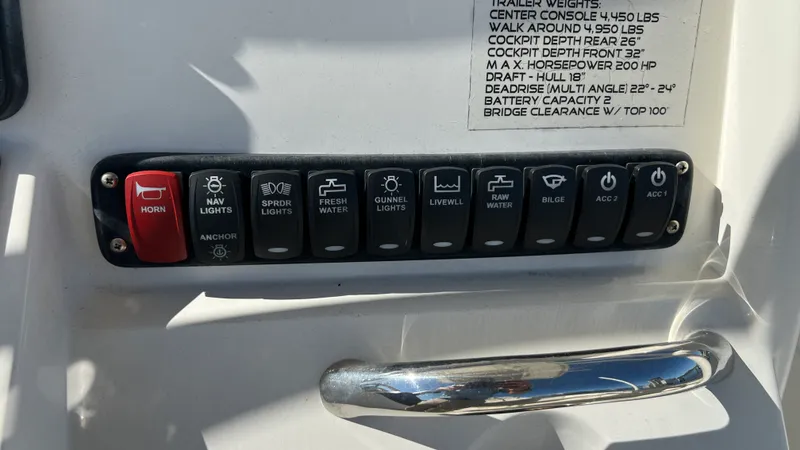 TRAILER WEIGHTS:
CENTER CONSOLE 4,450 LBS
WALK AROUND 4,950 LBS
COCKPIT DEPTH REAR 26"
COCKPIT DEPTH FRONT 32"
M A X. HORSEPOWER 200 HP
DRAFT - HULL 18"
DEADRISE (MULTI ANGLE) 22° - 24°
BATTERY CAPACITY 2
BRIDGE CLEARANCE W/ TOP 100"
HORN
NAV
LIGHTS
ANCHOR
SPRDR
LIGHTS
FRESH
WATER
GUNNEL
LIGHTS
LIVEWLL
RAW
WATER
BILGE
ACC 2
ACC 1